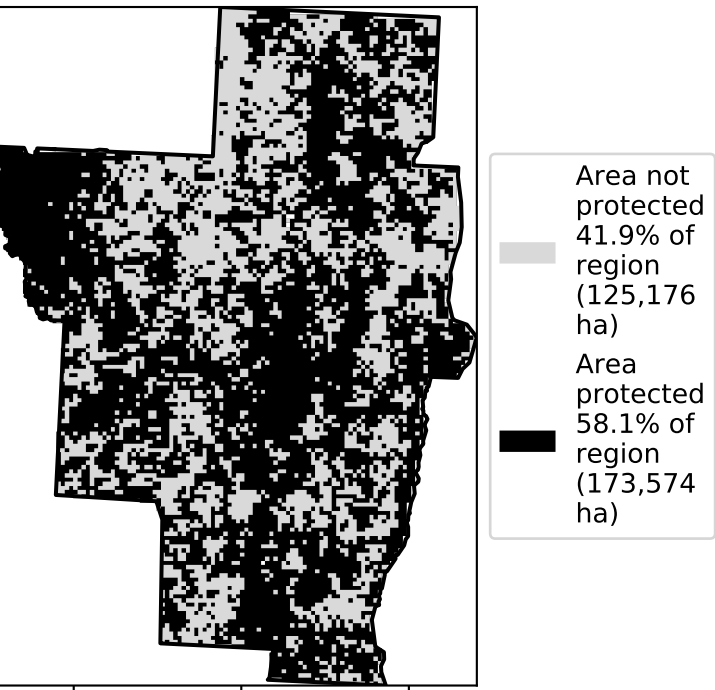 Area not
protected
41.9% of
region
(125,176
ha)
Area
protected
58.1% of
region
(173,574
ha)